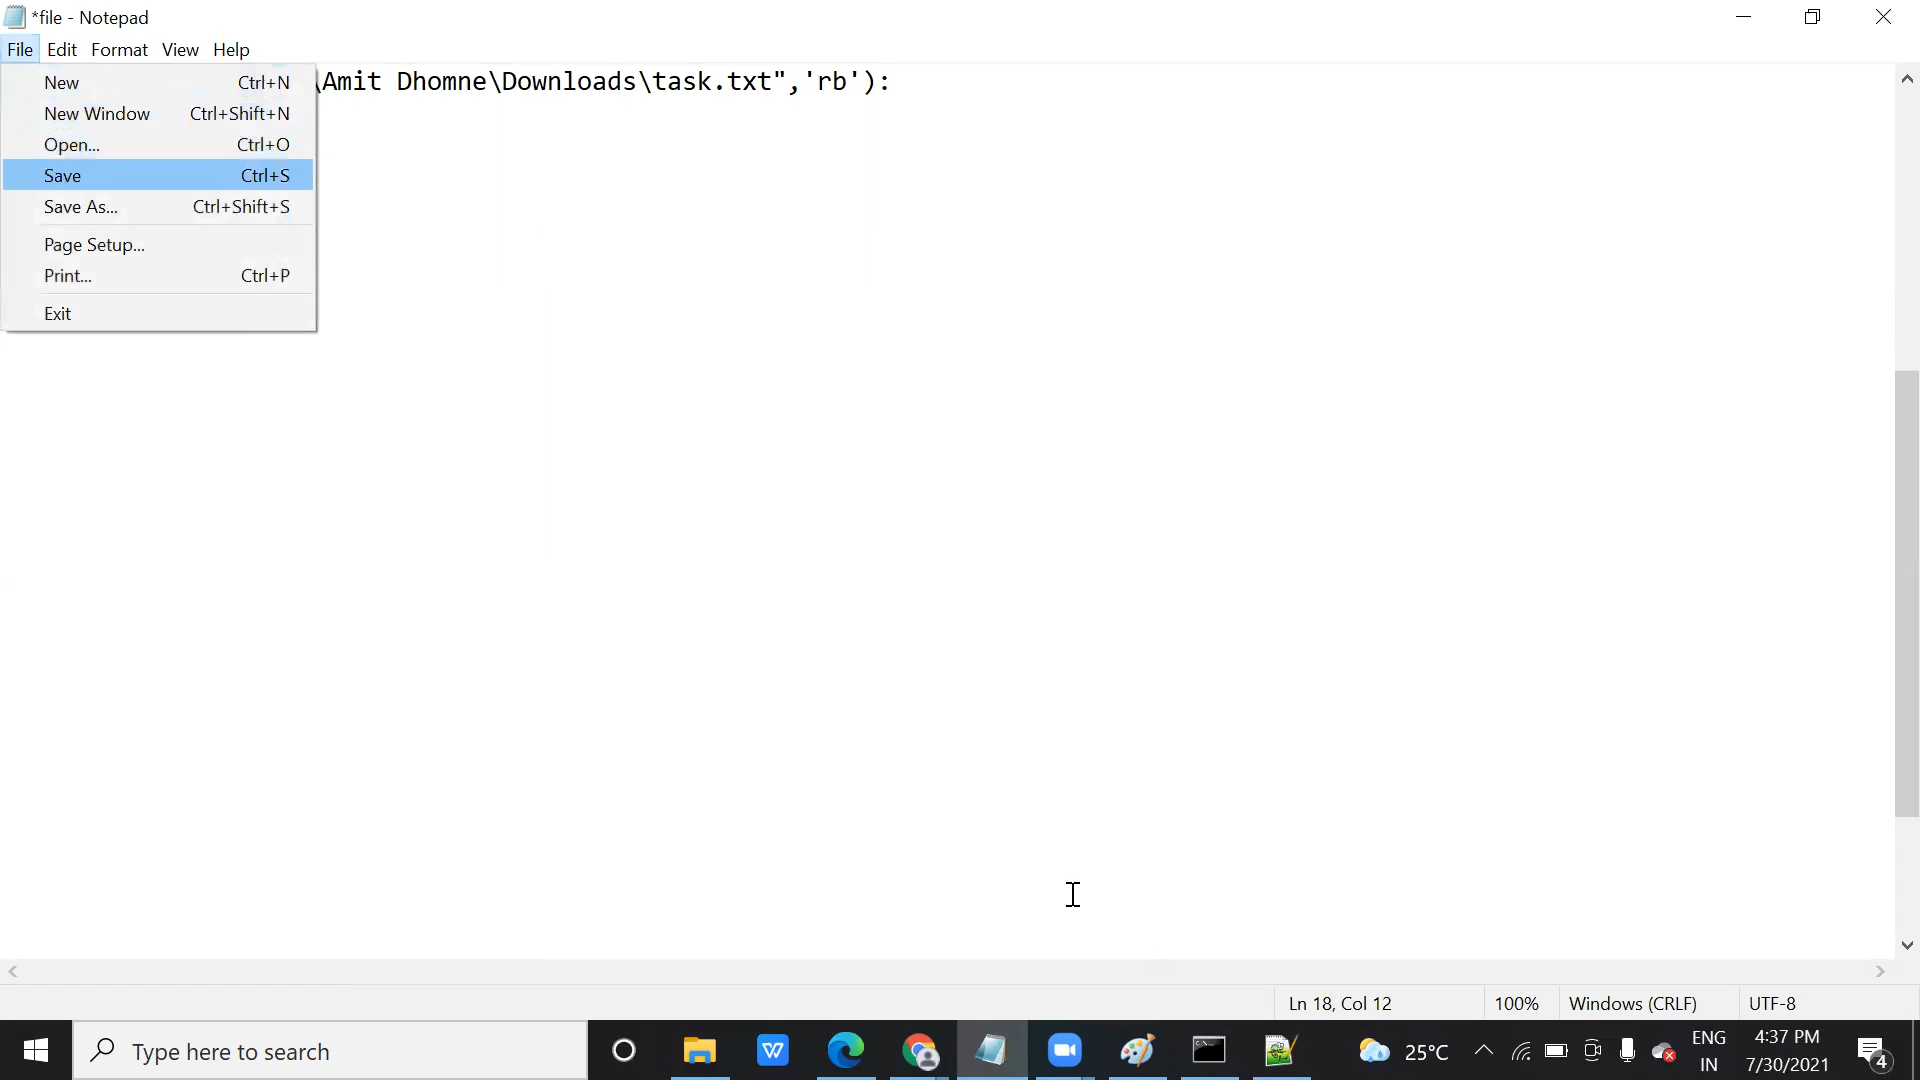 *file - Notepad
File Edit Format View Help
\Amit Dhomne\Downloads\task.txt",'rb'):
New Ctrl+N
New Window Ctrl+Shift+N
Open... Ctrl+O
Save Ctrl+S
Save As... Ctrl+Shift+S
Page Setup...
Print... Ctrl+P
Exit
Ln 18, Col 12 100% Windows (CRLF) UTF-8
Type here to search
W
25°C
ENG
IN
4:37 PM
7/30/2021
4